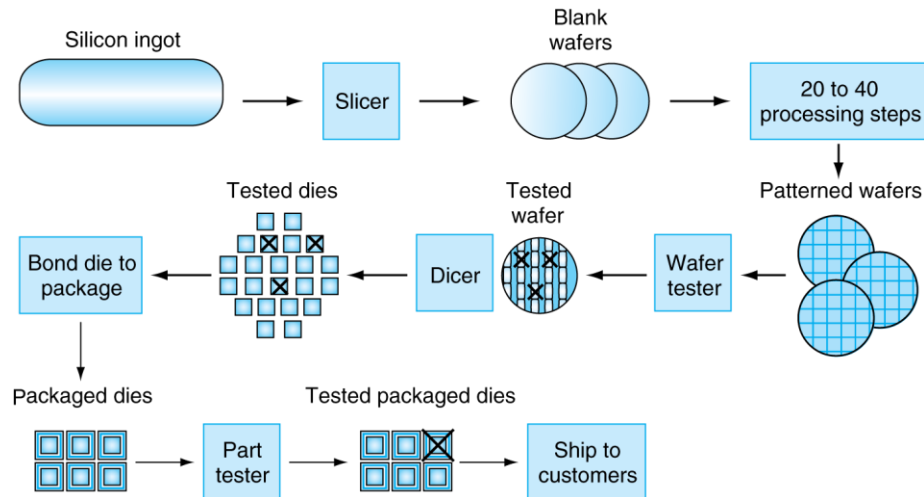 Silicon ingot
Slicer
Blank
wafers
20 to 40
processing steps
Tested dies
Tested
wafer
Patterned wafers
Bond die to
package
Dicer
Wafer
tester
Packaged dies
Tested packaged dies
Part
tester
Ship to
customers